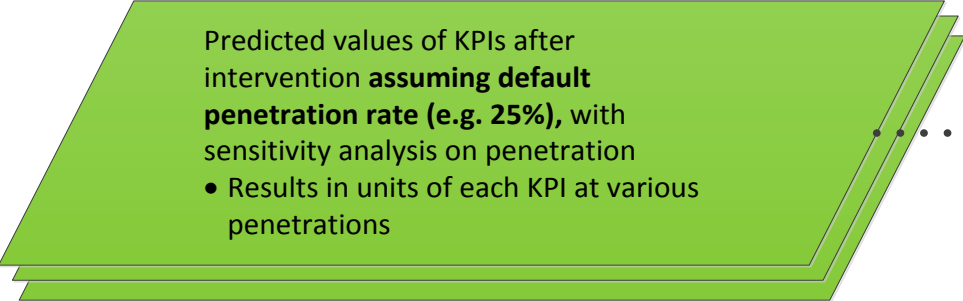 Predicted values of KPIs after
intervention assuming default
penetration rate (e.g. 25%), with
sensitivity analysis on penetration
• Results in units of each KPI at various
penetrations